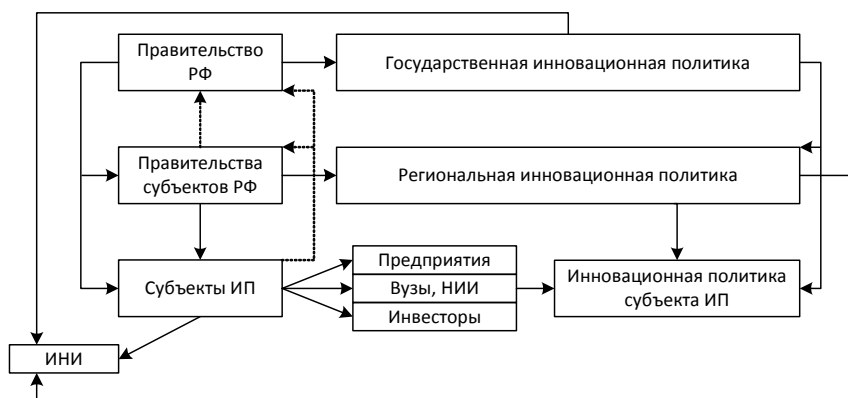 Правительство
РФ
Государственная инновационная политика
Правительства
субъектов РФ
Региональная инновационная политика
Субъекты ИП
Предприятия
Вузы, НИИ
Инвесторы
Инновационная политика
субъекта ИП
ИНИ